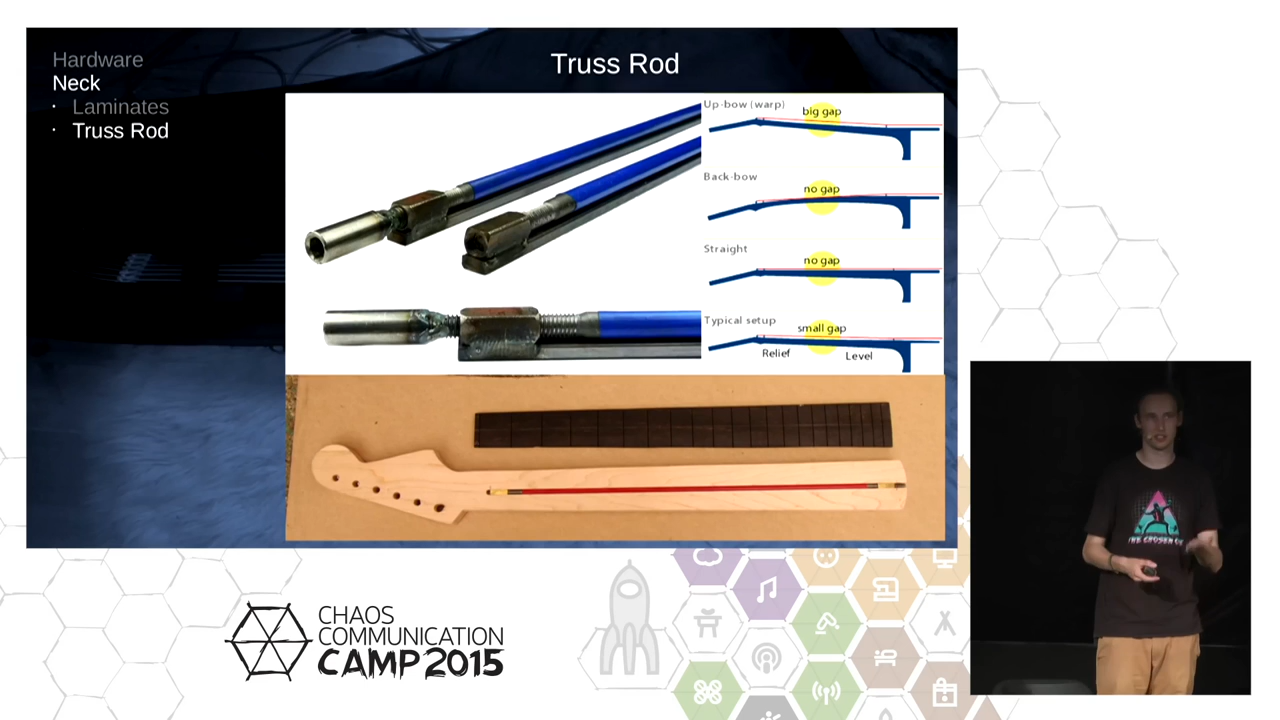 Hardware
Neck
· Laminates
· Truss Rod
Truss Rod
Up-bow (warp)
big gap
Back-bow
no gap
Straight
no gap
Typical setup
small gap
Relief
Level
CHAOS
COMMUNICATION
CAMP 2015